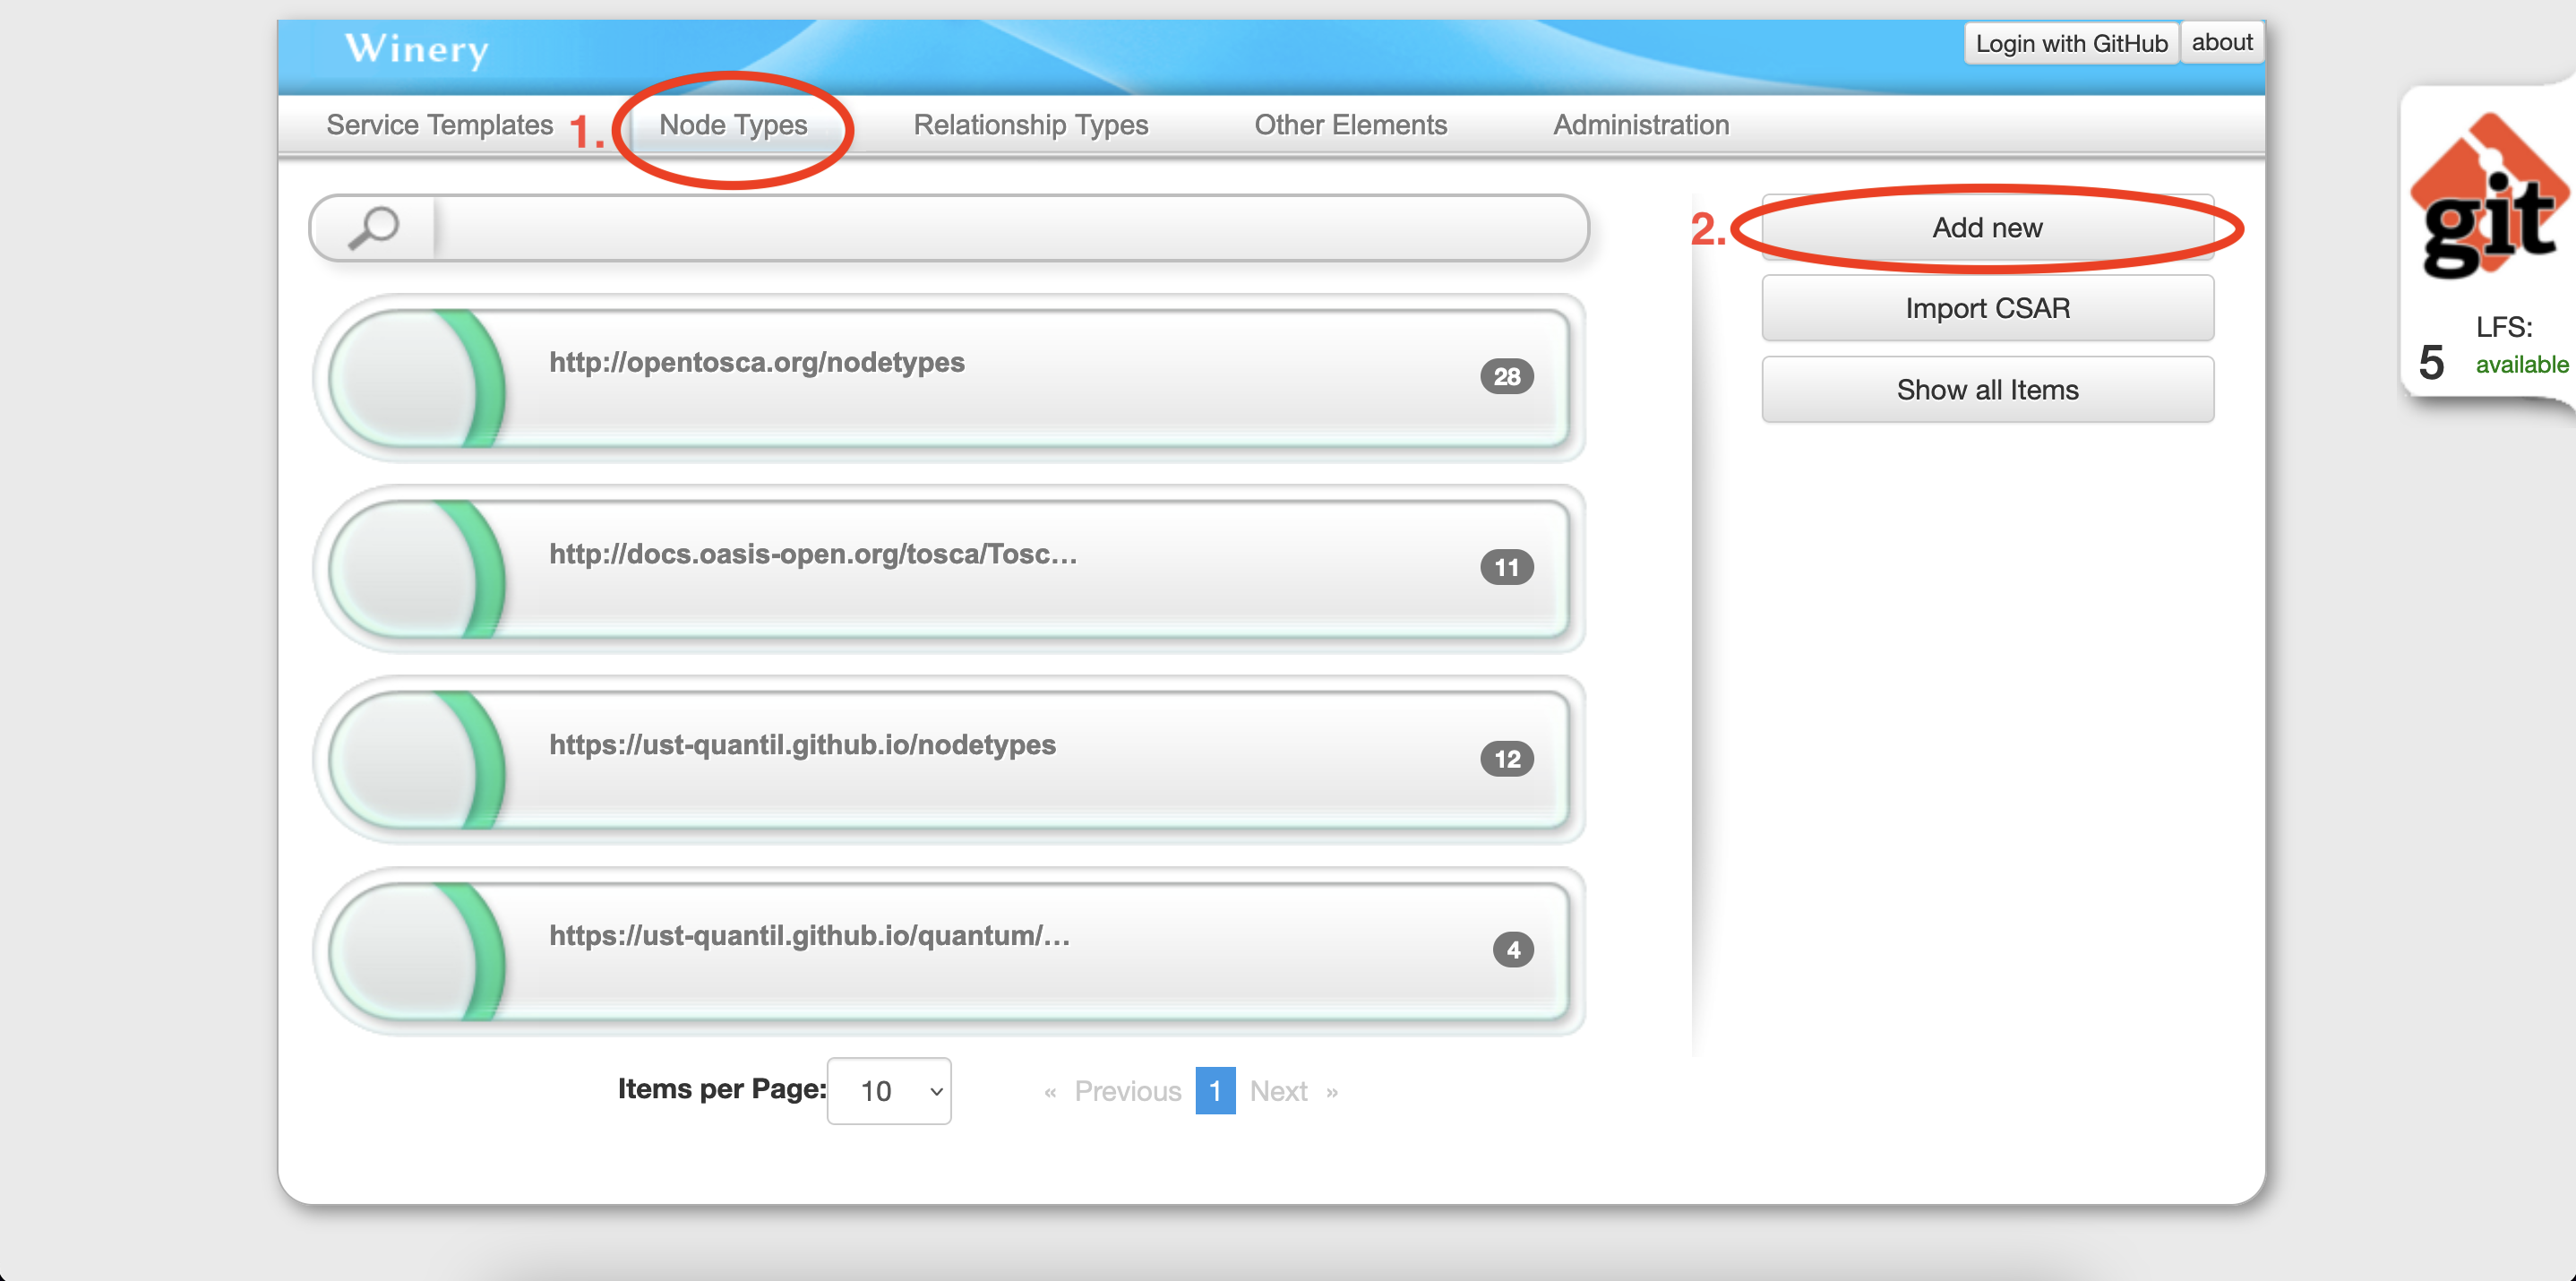 Winery
Login with GitHub
about
Service Templates
1.
Node Types
Relationship Types
Other Elements
Administration
git
5
LFS:
available
2.
Add new
Import CSAR
Show all Items
http://opentosca.org/nodetypes
28
http://docs.oasis-open.org/tosca/Tosc...
11
https://ust-quantil.github.io/nodetypes
12
https://ust-quantil.github.io/quantum/...
4
Items per Page: 10
« Previous 1 Next »